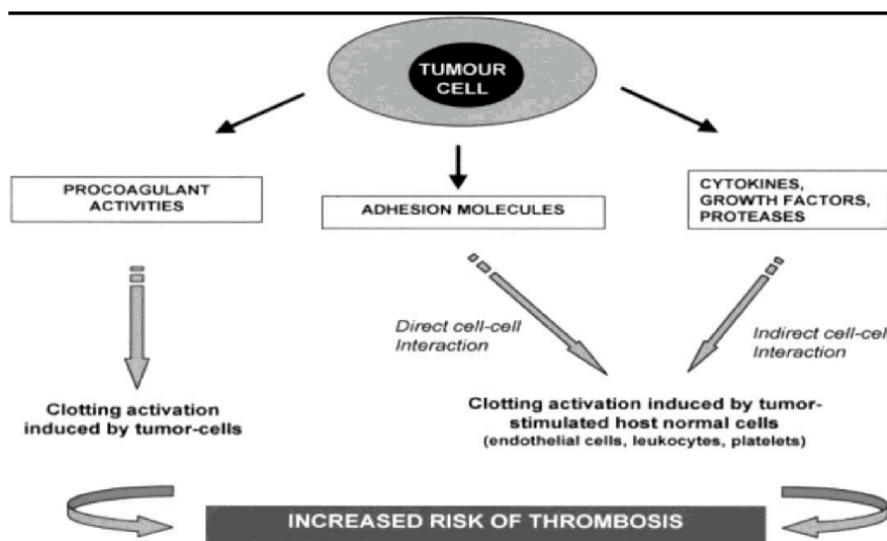 TUMOUR
CELL
PROCOAGULANT
ACTIVITIES
ADHESION MOLECULES
CYTOKINES,
GROWTH FACTORS,
PROTEASES
Direct cell-cell
Interaction
Indirect cell-cel
Interaction
Clotting activation
induced by tumor-cells
Clotting activation induced by tumor-
stimulated host normal cells
(endothelial cells, leukocytes, platelets)
INCREASED RISK OF THROMBOSIS